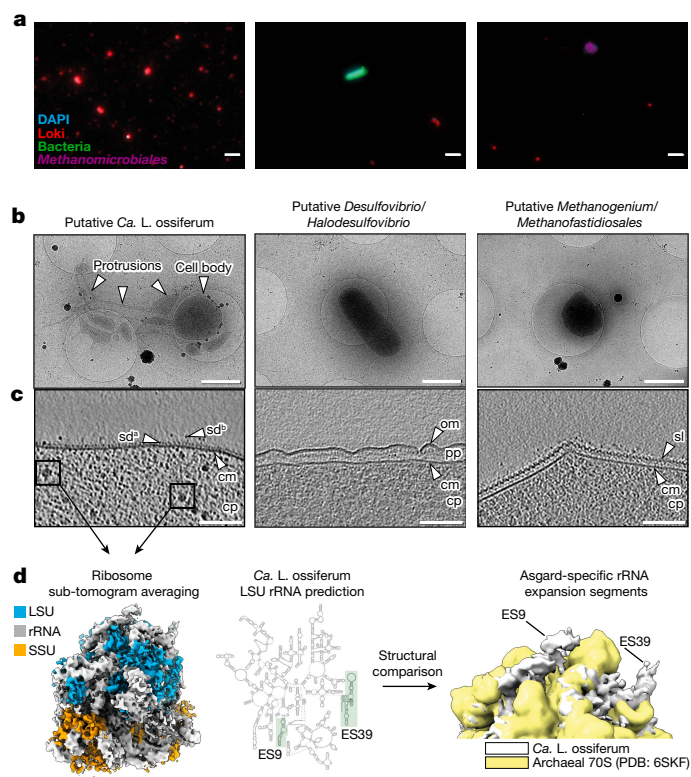 a
DAPI
Loki
Bacteria
Methanomicrobiales
b
Putative Ca. L. ossiferum
Putative Desulfovibrio/
Halodesulfovibrio
Putative Methanogenium/
Methanofastidiosales
Protrusions
Cell body
c
sdᵃ
sdᵇ
cm
cp
om
pp
cm
cp
sl
cm
cp
d
Ribosome
sub-tomogram averaging
LSU
rRNA
SSU
Ca. L. ossiferum
LSU rRNA prediction
ES9
ES39
Structural
comparison
Asgard-specific rRNA
expansion segments
ES9
ES39
Ca. L. ossiferum
Archaeal 70S (PDB: 6SKF)